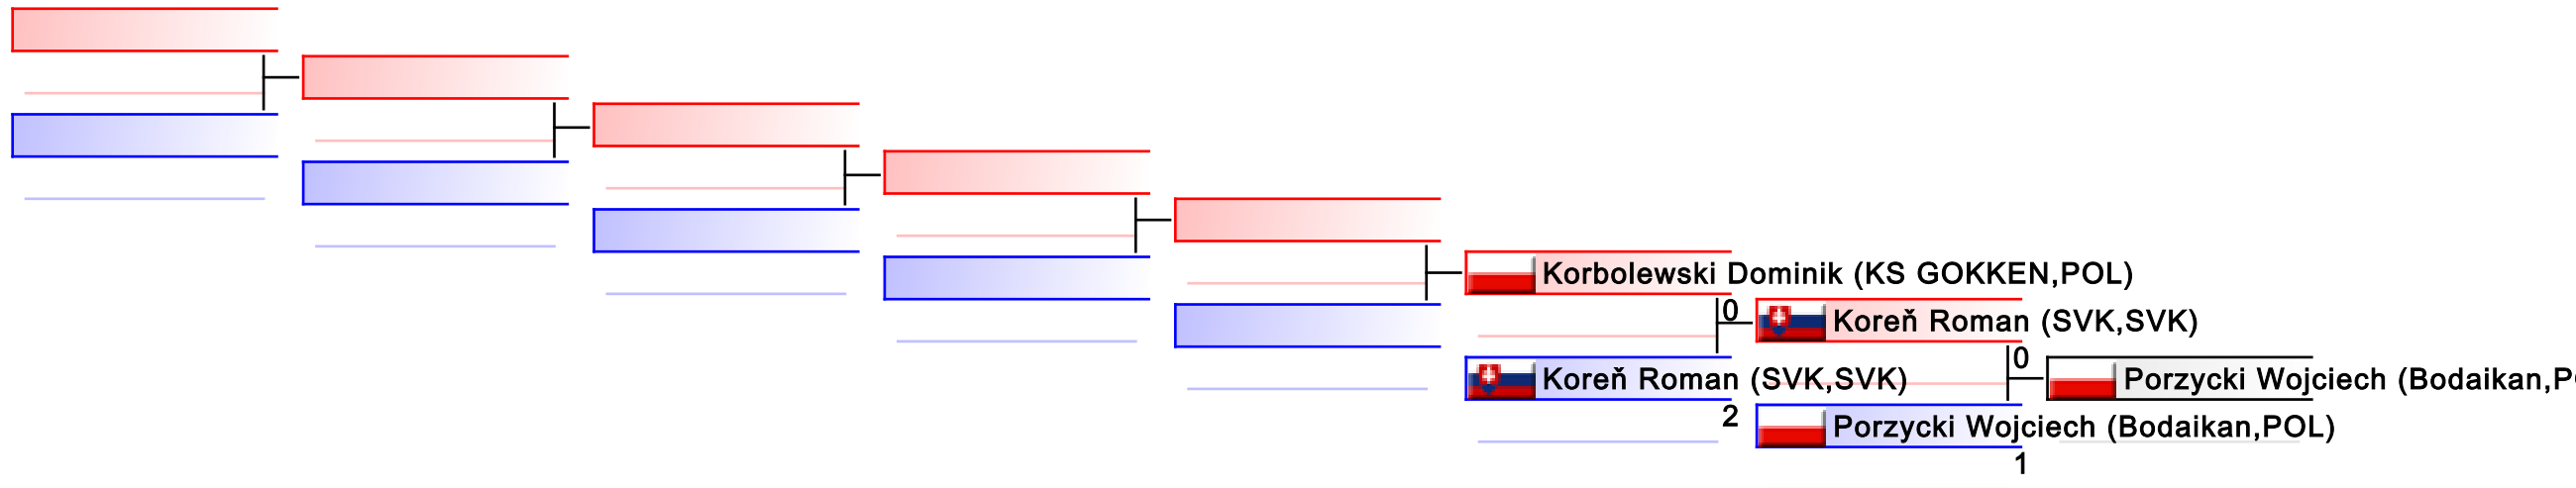 Korbolewski Dominik (KS GOKKEN,POL)
0
Koreň Roman (SVK,SVK)
0
Koreň Roman (SVK,SVK)
Porzycki Wojciech (Bodaikan,P
2
Porzycki Wojciech (Bodaikan,POL)
1